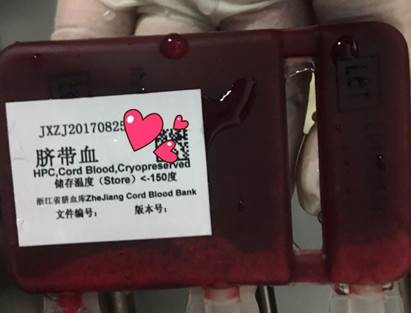 JXZJ20170825
脐带血
HPC,Cord Blood,Cryopreserved
储存温度（Store）<-150度
浙江省脐血库ZheJiang Cord Blood Bank
文件编号： 版本号：